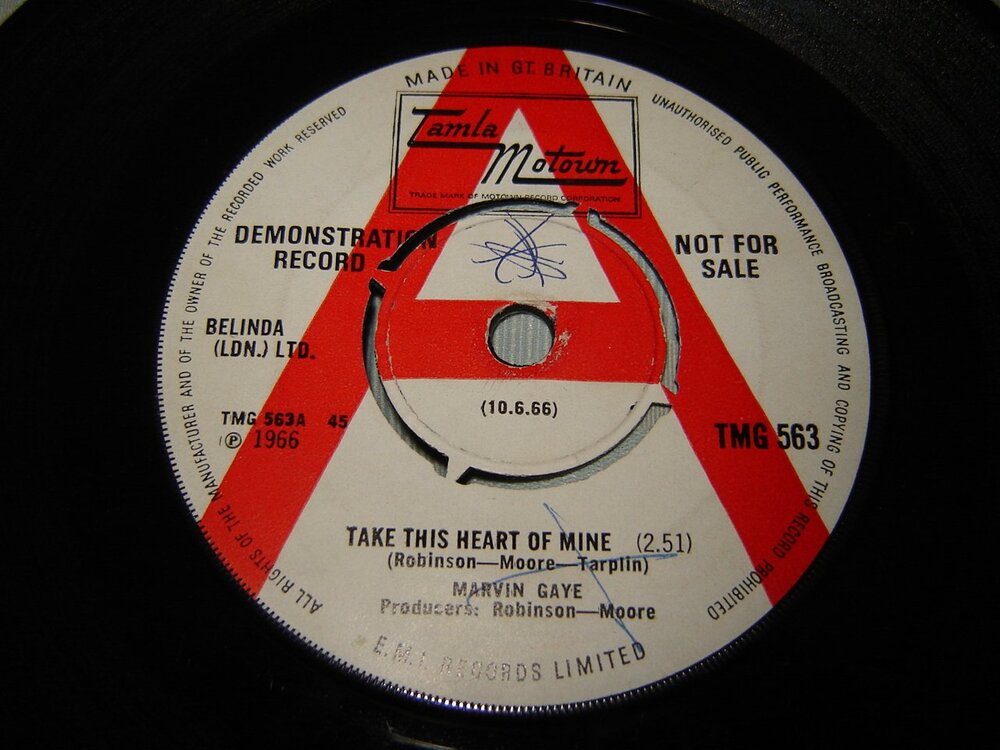 MADE IN GT. BRITAIN
Tamla
Motown
TRADE MARK OF MOTOWN RECORD CORPORATION
DEMONSTRATION
RECORD
NOT FOR
SALE
BELINDA
(LDN.) LTD.
(10.6.66)
TMG 563A 45
℗ 1966
TMG 563
TAKE THIS HEART OF MINE (2.51)
(Robinson—Moore—Tarplin)
MARVIN GAYE
Producers: Robinson—Moore
E.M.I. RECORDS LIMITED
ALL RIGHTS OF THE MANUFACTURER AND OF THE OWNER OF THE RECORDED WORK RESERVED
UNAUTHORISED PUBLIC PERFORMANCE BROADCASTING AND COPYING OF THIS RECORD PROHIBITED
A